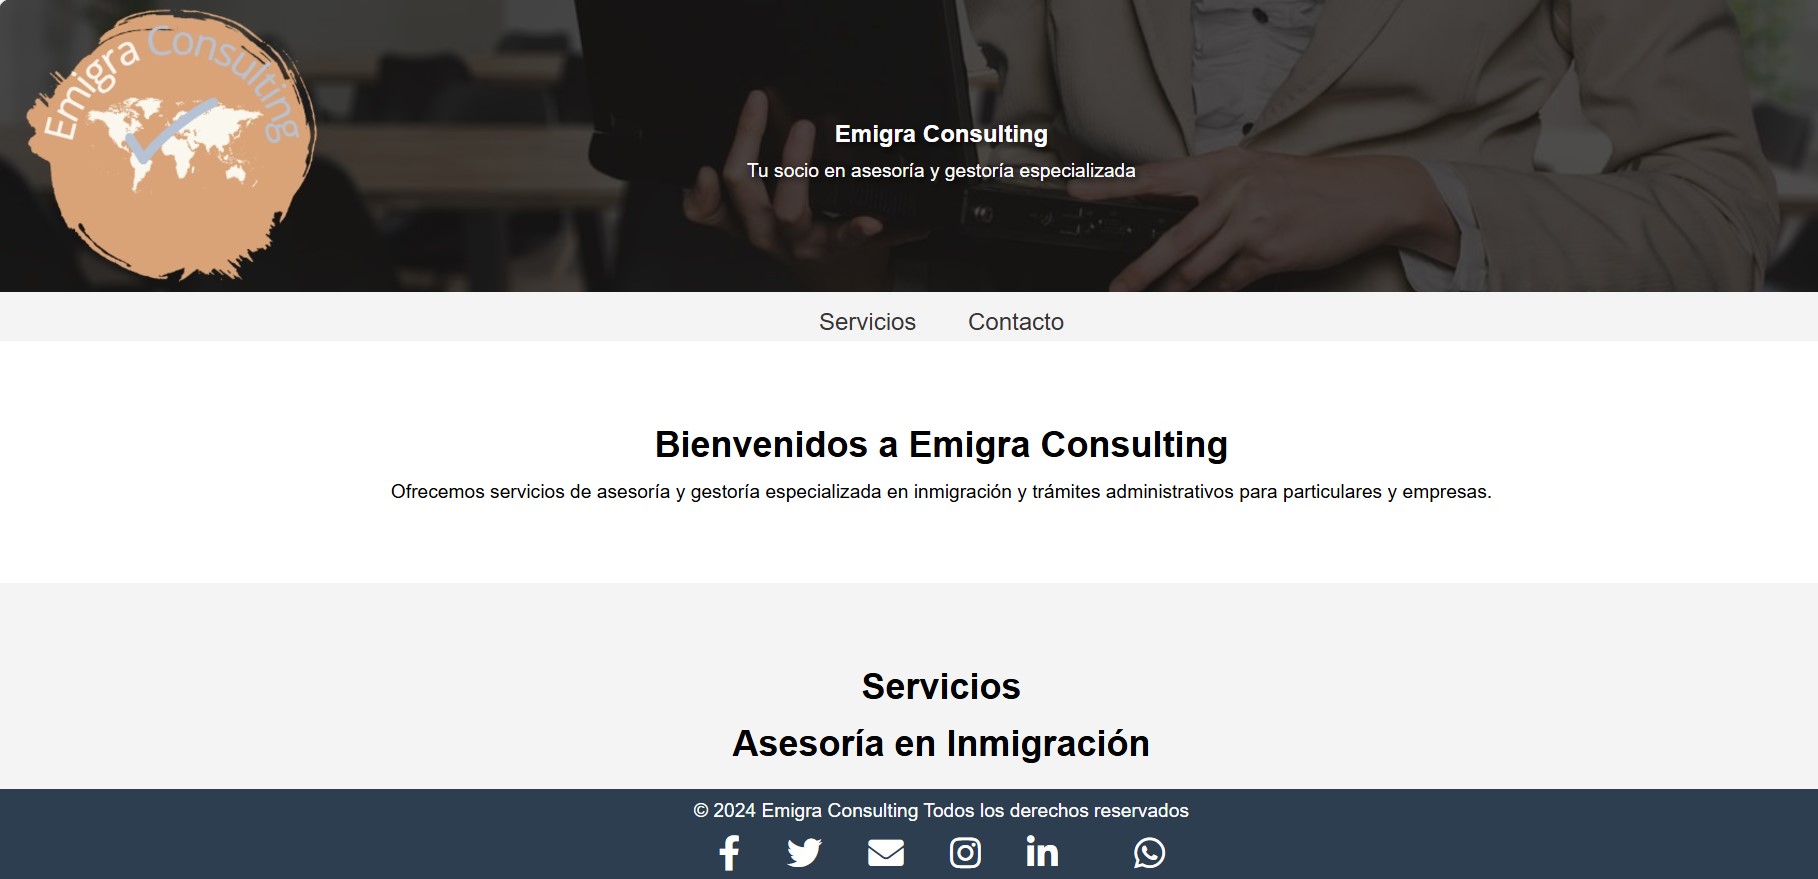 Emigra Consulting
Emigra Consulting
Tu socio en asesoría y gestoría especializada
Servicios Contacto
Bienvenidos a Emigra Consulting
Ofrecemos servicios de asesoría y gestoría especializada en inmigración y trámites administrativos para particulares y empresas.
Servicios
Asesoría en Inmigración
© 2024 Emigra Consulting Todos los derechos reservados